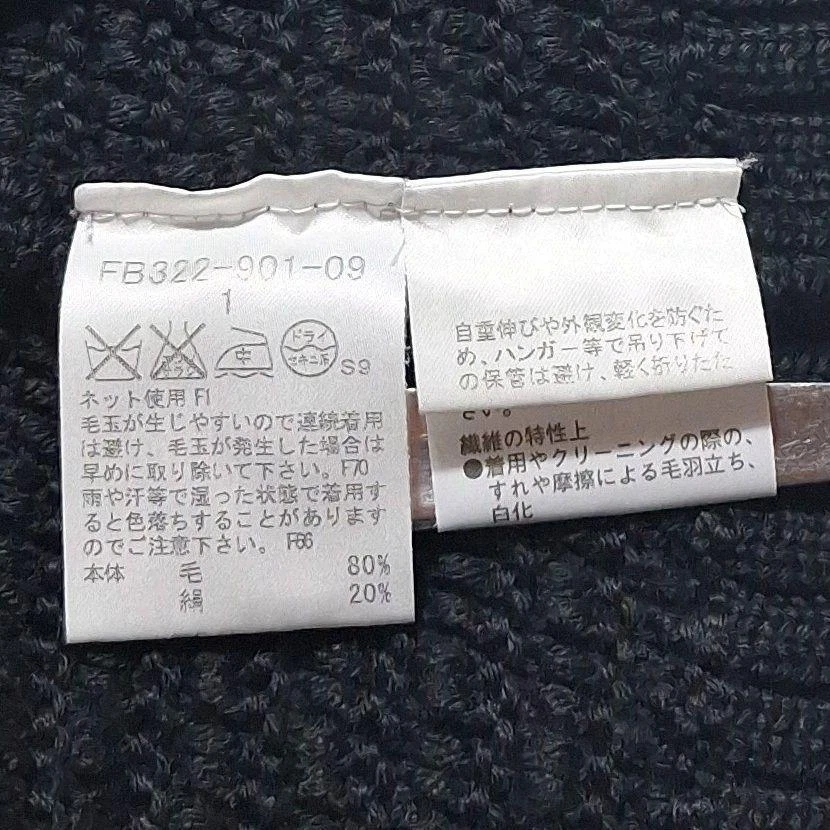 FB322-901-09
1
中
ドライ
セキユ系
S9
ネット使用 F1
毛玉が生じやすいので連続着用
は避け、毛玉が発生した場合は
早めに取り除いて下さい。F70
雨や汗等で湿った状態で着用す
ると色落ちすることがあります
のでご注意下さい。 F66
本体 毛 80%
絹 20%
自重伸びや外観変化を防ぐた
め、ハンガー等で吊り下げて
の保管は避け、軽く折りたた
さい。
繊維の特性上
●着用やクリーニングの際の、
すれや摩擦による毛羽立ち、
白化